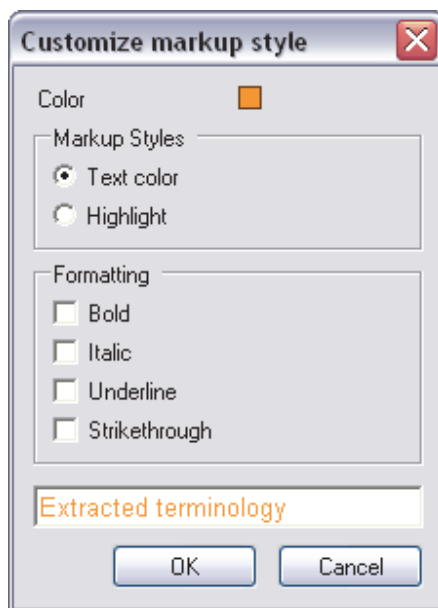 Customize markup style
Color
Markup Styles
Text color
Highlight
Formatting
Bold
Italic
Underline
Strikethrough
Extracted terminology
OK Cancel